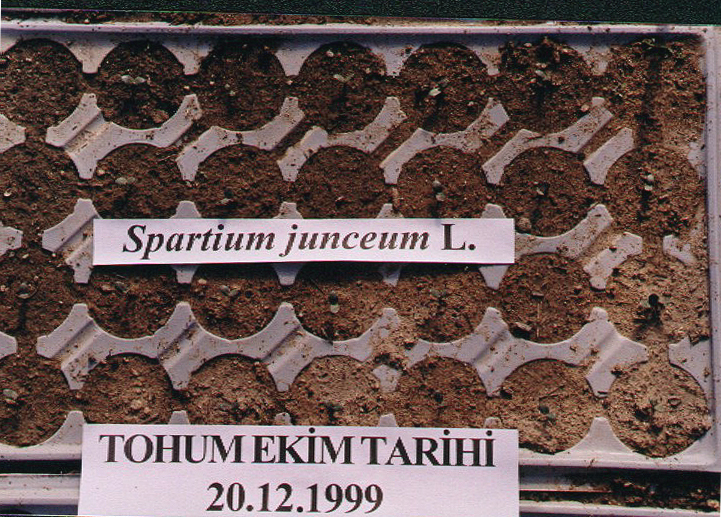 Spartium junceum L.
TOHUM EKİM TARİHİ
20.12.1999